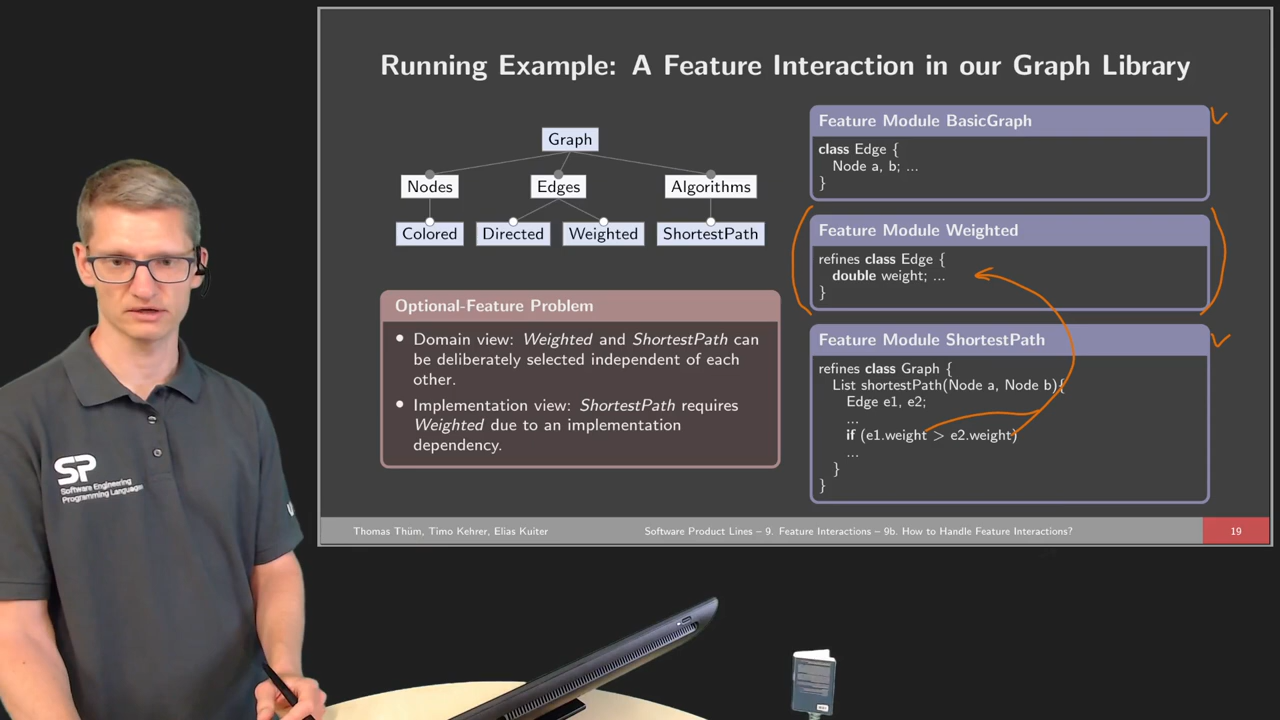 Running Example: A Feature Interaction in our Graph Library
Graph
Nodes
Edges
Algorithms
Colored
Directed
Weighted
ShortestPath
Optional-Feature Problem
• Domain view: Weighted and ShortestPath can
be deliberately selected independent of each
other.
• Implementation view: ShortestPath requires
Weighted due to an implementation
dependency.
Feature Module BasicGraph
class Edge {
Node a, b; ...
}
Feature Module Weighted
refines class Edge {
double weight; ...
}
Feature Module ShortestPath
refines class Graph {
List shortestPath(Node a, Node b){
Edge e1, e2;
...
if (e1.weight > e2.weight)
...
}
}
Thomas Thüm, Timo Kehrer, Elias Kuiter
Software Product Lines – 9. Feature Interactions – 9b. How to Handle Feature Interactions?
19
SP
Software Engineering
Programming Languages